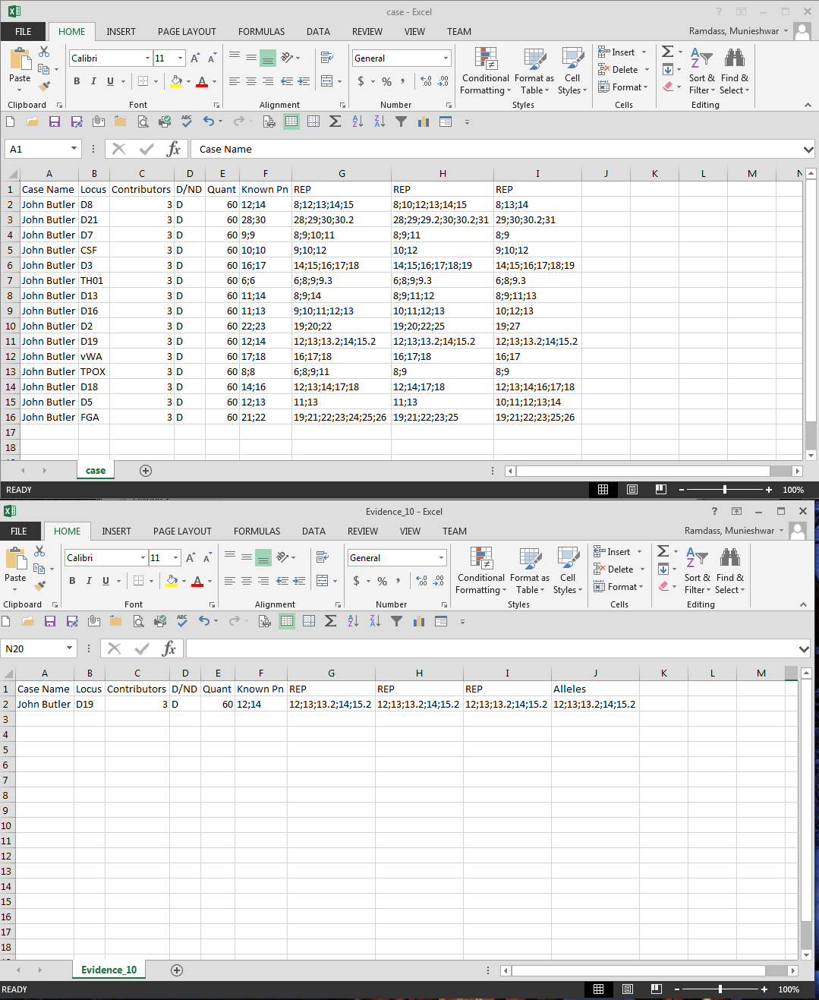 case - Excel
FILE HOME INSERT PAGE LAYOUT FORMULAS DATA REVIEW VIEW TEAM Ramdass, Munieshwar
Calibri 11 General Insert
Paste Conditional Format as Cell Delete Sort & Find &
Formatting Table Styles Format Filter Select
Clipboard Font Alignment Number Styles Cells Editing
A1 fx Case Name
A B C D E F G H I J K L M N
1 Case Name Locus Contributors D/ND Quant Known Pn REP REP REP
2 John Butler D8 3 D 60 12;14 8;12;13;14;15 8;10;12;13;14;15 8;13;14
3 John Butler D21 3 D 60 28;30 28;29;30;30.2 28;29;29.2;30;30.2;31 29;30;30.2;31
4 John Butler D7 3 D 60 9;9 8;9;10;11 8;9;11 8;9
5 John Butler CSF 3 D 60 10;10 9;10;12 10;12 9;10;12
6 John Butler D3 3 D 60 16;17 14;15;16;17;18 14;15;16;17;18;19 14;15;16;17;18;19
7 John Butler TH01 3 D 60 6;6 6;8;9;9.3 6;8;9;9.3 6;8;9.3
8 John Butler D13 3 D 60 11;14 8;9;14 8;9;11;12 8;9;11;13
9 John Butler D16 3 D 60 11;13 9;10;11;12;13 10;11;12;13 10;12;13
10 John Butler D2 3 D 60 22;23 19;20;22 19;20;22;25 19;27
11 John Butler D19 3 D 60 12;14 12;13;13.2;14;15.2 12;13;13.2;14;15.2 12;13;13.2;14;15.2
12 John Butler vWA 3 D 60 17;18 16;17;18 16;17;18 16;17
13 John Butler TPOX 3 D 60 8;8 6;8;9;11 8;9 8;9
14 John Butler D18 3 D 60 14;16 12;13;14;17;18 12;14;17;18 12;13;14;16;17;18
15 John Butler D5 3 D 60 12;13 11;13 11;13 10;11;12;13;14
16 John Butler FGA 3 D 60 21;22 19;21;22;23;24;25;26 19;21;22;23;25 19;21;22;23;25;26
17
18
case
READY 100%
Evidence_10 - Excel
FILE HOME INSERT PAGE LAYOUT FORMULAS DATA REVIEW VIEW TEAM Ramdass, Munieshwar
Calibri 11 General Insert
Paste Conditional Format as Cell Delete Sort & Find &
Formatting Table Styles Format Filter Select
Clipboard Font Alignment Number Styles Cells Editing
N20 fx
A B C D E F G H I J K L M
1 Case Name Locus Contributors D/ND Quant Known Pn REP REP REP Alleles
2 John Butler D19 3 D 60 12;14 12;13;13.2;14;15.2 12;13;13.2;14;15.2 12;13;13.2;14;15.2 12;13;13.2;14;15.2
3
4
5
6
7
8
9
10
11
12
13
14
15
16
17
18
Evidence_10
READY 100%